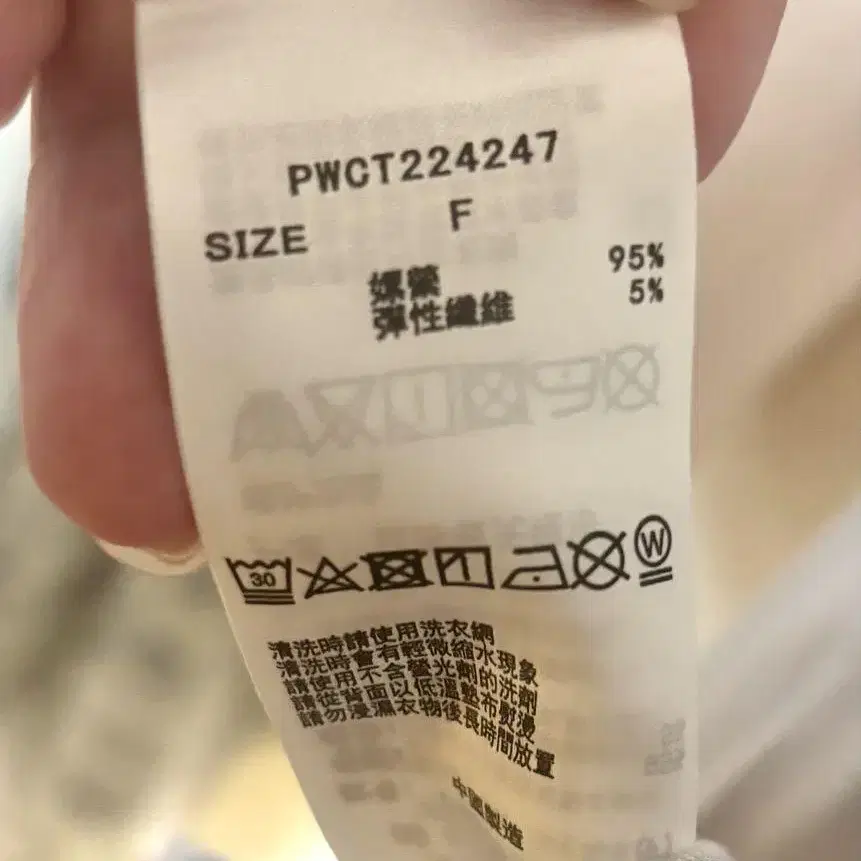 PWCT224247
SIZE F
嫘縈 95%
彈性纖維 5%
30 W
清洗時請使用洗衣網
清洗時會有輕微縮水現象
請使用不含螢光劑的洗劑
請從背面以低溫墊布熨燙
請勿浸濕衣物後長時間放置
中國製造